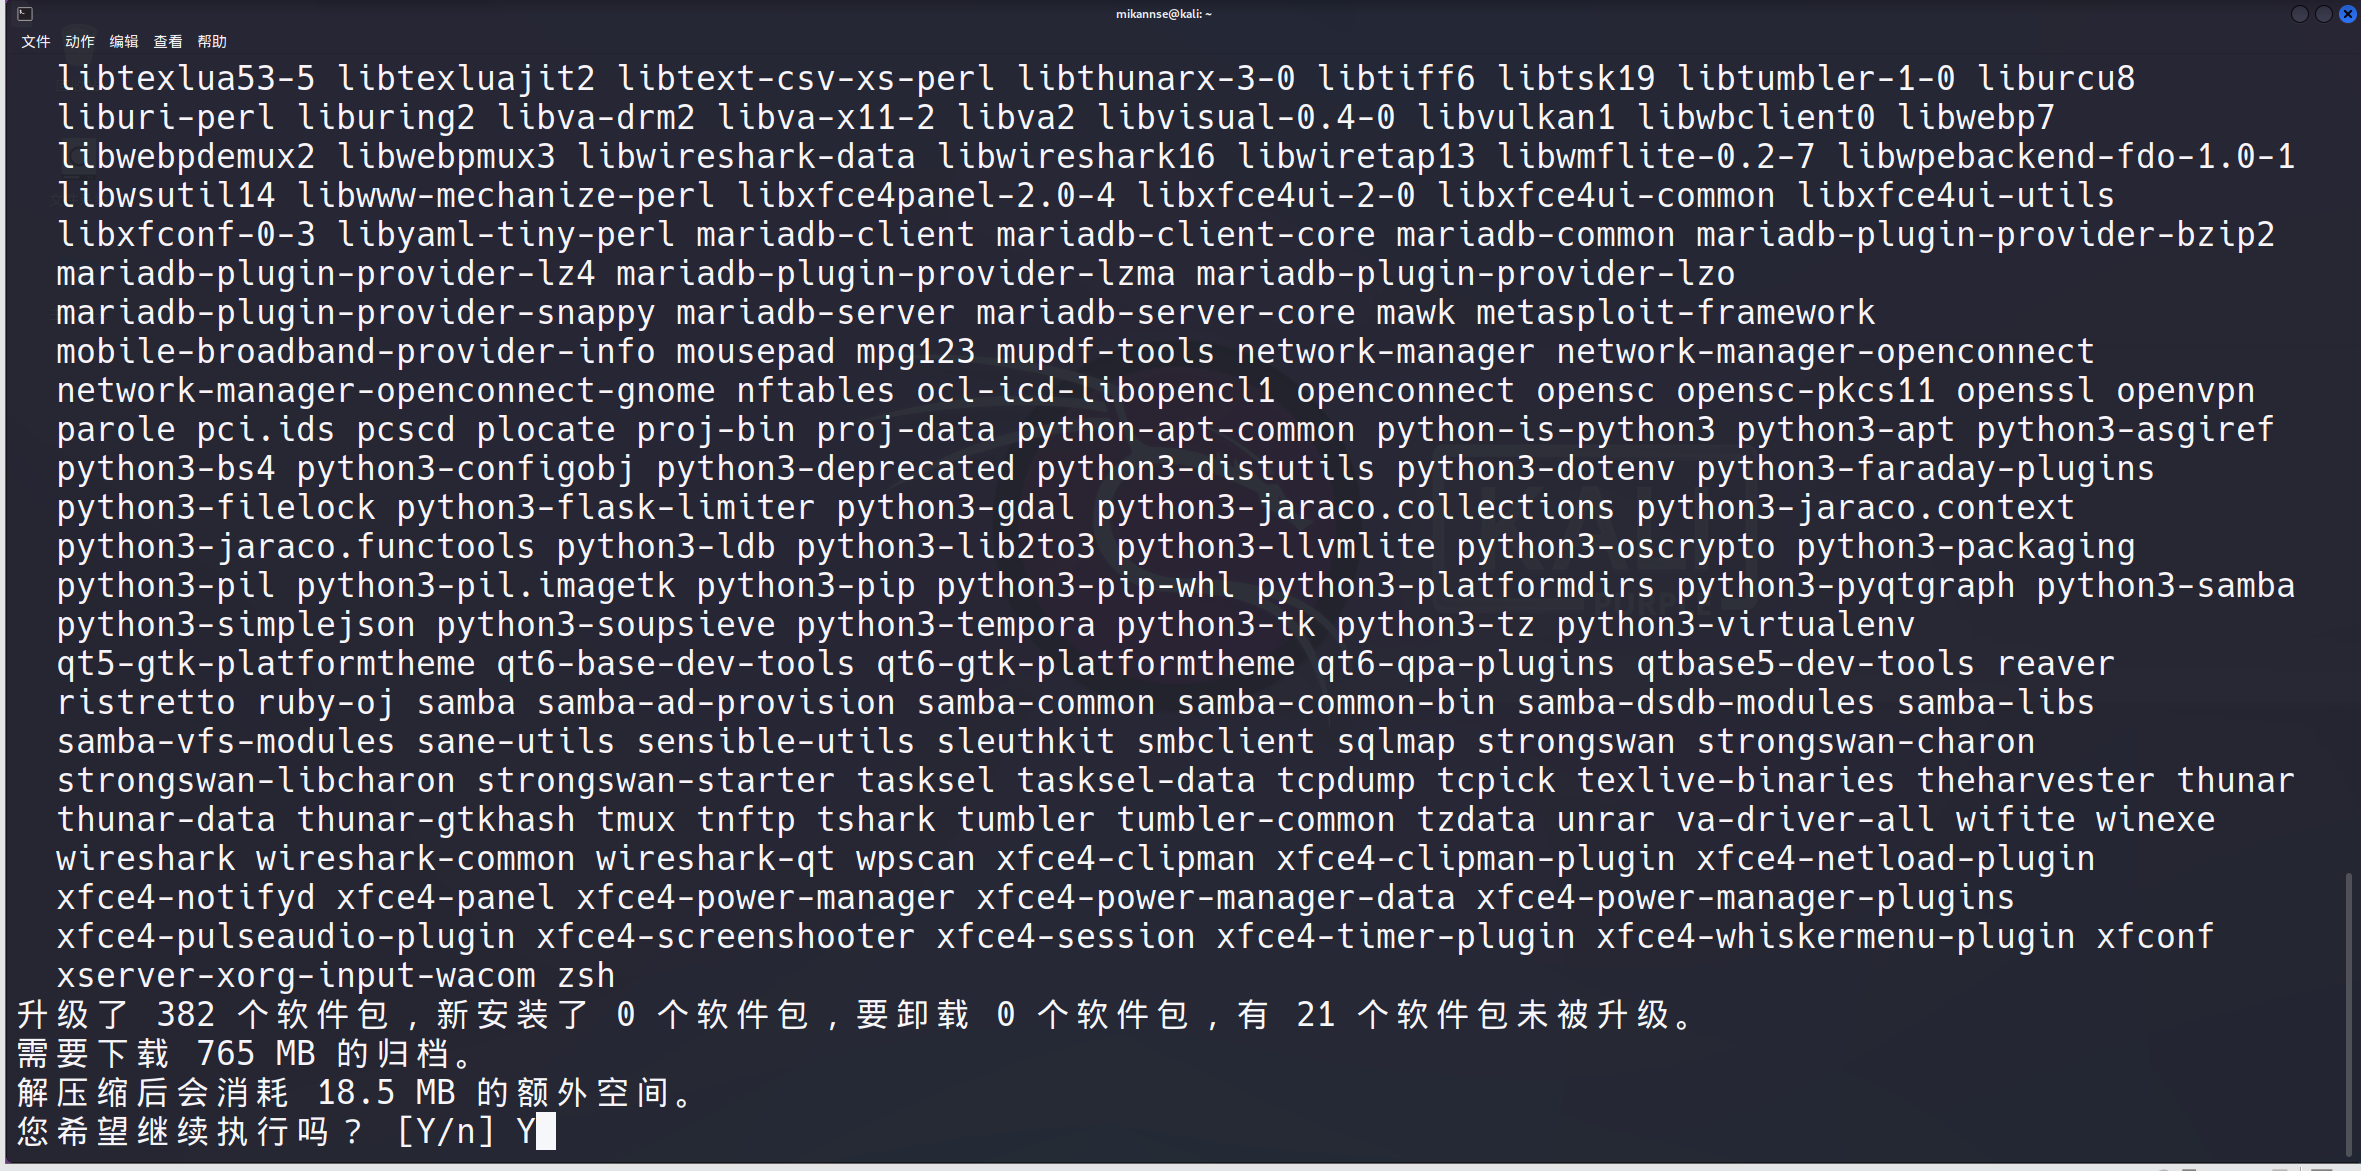 mikannse@kali: ~
文件 动作 编辑 查看 帮助
libtexlua53-5 libtexluajit2 libtext-csv-xs-perl libthunarx-3-0 libtiff6 libtsk19 libtumbler-1-0 liburcu8
liburi-perl liburing2 libva-drm2 libva-x11-2 libva2 libvisual-0.4-0 libvulkan1 libwbclient0 libwebp7
libwebpdemux2 libwebpmux3 libwireshark-data libwireshark16 libwiretap13 libwmflite-0.2-7 libwpebackend-fdo-1.0-1
libwsutil14 libwww-mechanize-perl libxfce4panel-2.0-4 libxfce4ui-2-0 libxfce4ui-common libxfce4ui-utils
libxfconf-0-3 libyaml-tiny-perl mariadb-client mariadb-client-core mariadb-common mariadb-plugin-provider-bzip2
mariadb-plugin-provider-lz4 mariadb-plugin-provider-lzma mariadb-plugin-provider-lzo
mariadb-plugin-provider-snappy mariadb-server mariadb-server-core mawk metasploit-framework
mobile-broadband-provider-info mousepad mpg123 mupdf-tools network-manager network-manager-openconnect
network-manager-openconnect-gnome nftables ocl-icd-libopencl1 openconnect opensc opensc-pkcs11 openssl openvpn
parole pci.ids pcscd plocate proj-bin proj-data python-apt-common python-is-python3 python3-apt python3-asgiref
python3-bs4 python3-configobj python3-deprecated python3-distutils python3-dotenv python3-faraday-plugins
python3-filelock python3-flask-limiter python3-gdal python3-jaraco.collections python3-jaraco.context
python3-jaraco.functools python3-ldb python3-lib2to3 python3-llvmlite python3-oscrypto python3-packaging
python3-pil python3-pil.imagetk python3-pip python3-pip-whl python3-platformdirs python3-pyqtgraph python3-samba
python3-simplejson python3-soupsieve python3-tempora python3-tk python3-tz python3-virtualenv
qt5-gtk-platformtheme qt6-base-dev-tools qt6-gtk-platformtheme qt6-qpa-plugins qtbase5-dev-tools reaver
ristretto ruby-oj samba samba-ad-provision samba-common samba-common-bin samba-dsdb-modules samba-libs
samba-vfs-modules sane-utils sensible-utils sleuthkit smbclient sqlmap strongswan strongswan-charon
strongswan-libcharon strongswan-starter tasksel tasksel-data tcpdump tcpick texlive-binaries theharvester thunar
thunar-data thunar-gtkhash tmux tnftp tshark tumbler tumbler-common tzdata unrar va-driver-all wifite winexe
wireshark wireshark-common wireshark-qt wpscan xfce4-clipman xfce4-clipman-plugin xfce4-netload-plugin
xfce4-notifyd xfce4-panel xfce4-power-manager xfce4-power-manager-data xfce4-power-manager-plugins
xfce4-pulseaudio-plugin xfce4-screenshooter xfce4-session xfce4-timer-plugin xfce4-whiskermenu-plugin xfconf
xserver-xorg-input-wacom zsh
升级了 382 个软件包，新安装了 0 个软件包，要卸载 0 个软件包，有 21 个软件包未被升级。
需要下载 765 MB 的归档。
解压缩后会消耗 18.5 MB 的额外空间。
您希望继续执行吗？ [Y/n] Y